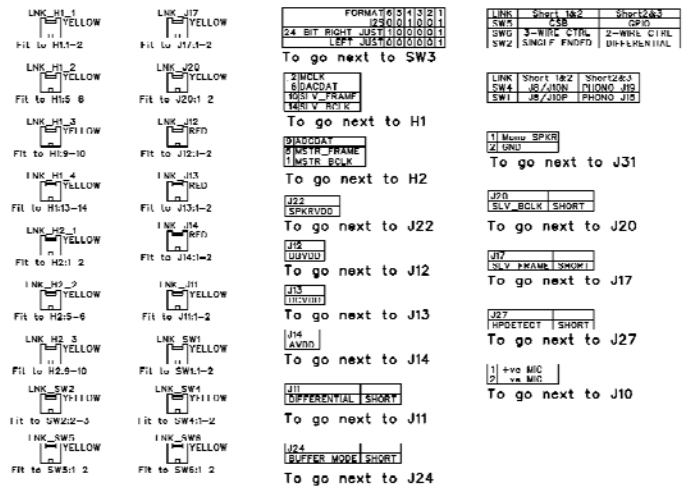 LNK_H1_1
YELLOW
Fit to H1:1-2
LNK_H1_2
YELLOW
Fit to H1:5-6
LNK_H1_3
YELLOW
Fit to H1:9-10
LNK_H1_4
YELLOW
Fit to H1:13-14
LNK_H2_1
YELLOW
Fit to H2:1-2
LNK_H2_2
YELLOW
Fit to H2:5-6
LNK_H2_3
YELLOW
Fit to H2:9-10
LNK_SW2
YELLOW
Fit to SW2:2-3
LNK_SW5
YELLOW
Fit to SW5:1-2
LNK_J17
YELLOW
Fit to J17:1-2
LNK_J20
YELLOW
Fit to J20:1-2
LNK_J12
RED
Fit to J12:1-2
LNK_J13
RED
Fit to J13:1-2
LNK_J14
RED
Fit to J14:1-2
LNK_J11
YELLOW
Fit to J11:1-2
LNK_SW1
YELLOW
Fit to SW1:1-2
LNK_SW4
YELLOW
Fit to SW4:1-2
LNK_SW6
YELLOW
Fit to SW6:1-2
FORMAT 6 5 4 3 2 1
I2S 0 0 1 0 0 1
24 BIT RIGHT JUST 1 0 0 0 0 1
LEFT JUST 0 0 0 0 0 1
To go next to SW3
2 MCLK
6 DACDAT
10 SLV_FRAME
14 SLV_BCLK
To go next to H1
9 ADCDAT
MSTR_FRAME
1 MSTR_BCLK
To go next to H2
J22
SPKRVDD
To go next to J22
J12
DBVDD
To go next to J12
J13
DCVDD
To go next to J13
J14
AVDD
To go next to J14
J11
DIFFERENTIAL SHORT
To go next to J11
J24
BUFFER MODE SHORT
To go next to J24
LINK Short 1&2 Short2&3
SW5 CSB GPIO
SW6 3-WIRE CTRL 2-WIRE CTRL
SW2 SINGLE ENDED DIFFERENTIAL
LINK Short 1&2 Short2&3
SW4 J8/J10N PHONO J19
SW1 J8/J10P PHONO J18
1 Mono SPKR
2 GND
To go next to J31
J20
SLV_BCLK SHORT
To go next to J20
J17
SLV FRAME SHORT
To go next to J17
J27
HPDETECT SHORT
To go next to J27
1 +ve MIC
2 -ve MIC
To go next to J10